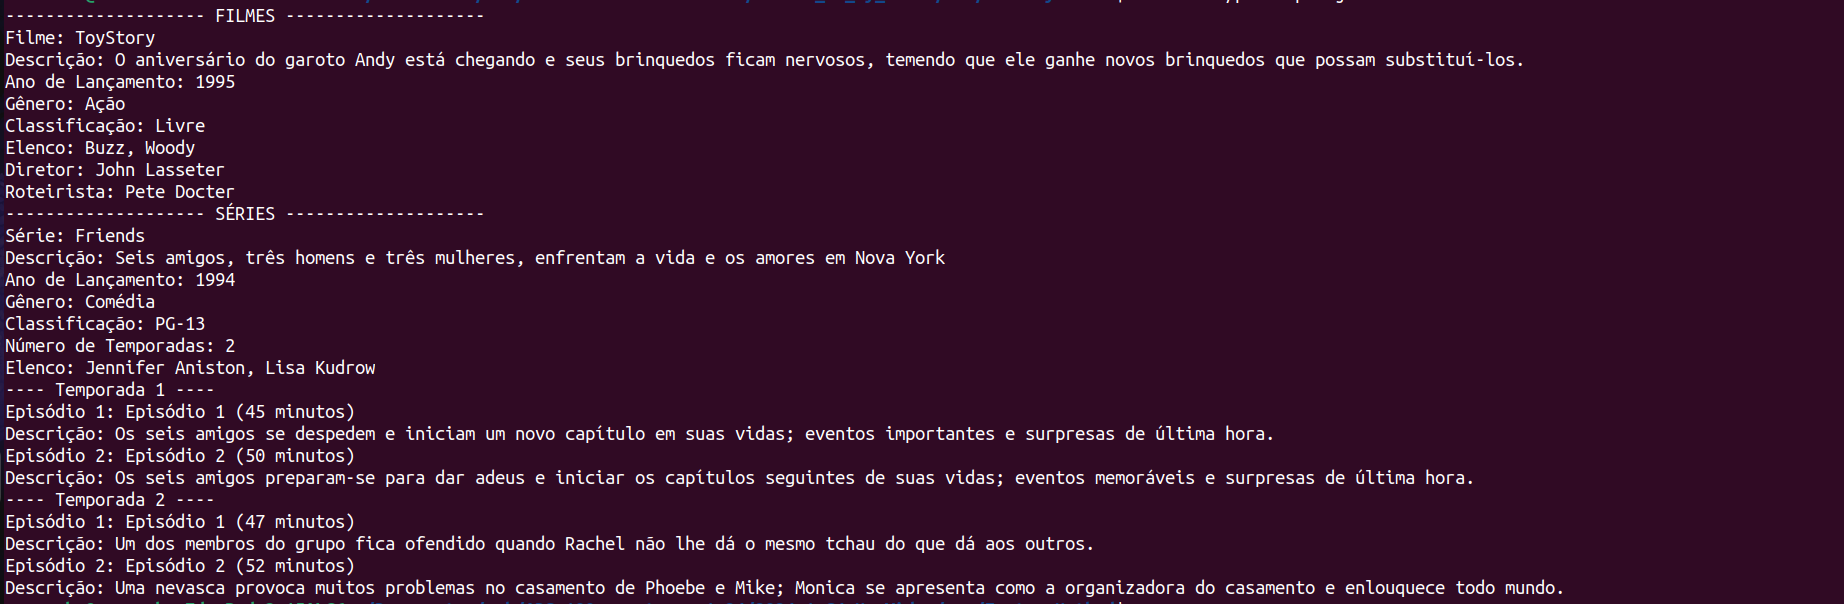 -------------------- FILMES --------------------
Filme: ToyStory
Descrição: O aniversário do garoto Andy está chegando e seus brinquedos ficam nervosos, temendo que ele ganhe novos brinquedos que possam substituí-los.
Ano de Lançamento: 1995
Gênero: Ação
Classificação: Livre
Elenco: Buzz, Woody
Diretor: John Lasseter
Roteirista: Pete Docter
-------------------- SÉRIES --------------------
Série: Friends
Descrição: Seis amigos, três homens e três mulheres, enfrentam a vida e os amores em Nova York
Ano de Lançamento: 1994
Gênero: Comédia
Classificação: PG-13
Número de Temporadas: 2
Elenco: Jennifer Aniston, Lisa Kudrow
---- Temporada 1 ----
Episódio 1: Episódio 1 (45 minutos)
Descrição: Os seis amigos se despedem e iniciam um novo capítulo em suas vidas; eventos importantes e surpresas de última hora.
Episódio 2: Episódio 2 (50 minutos)
Descrição: Os seis amigos preparam-se para dar adeus e iniciar os capítulos seguintes de suas vidas; eventos memoráveis e surpresas de última hora.
---- Temporada 2 ----
Episódio 1: Episódio 1 (47 minutos)
Descrição: Um dos membros do grupo fica ofendido quando Rachel não lhe dá o mesmo tchau do que dá aos outros.
Episódio 2: Episódio 2 (52 minutos)
Descrição: Uma nevasca provoca muitos problemas no casamento de Phoebe e Mike; Monica se apresenta como a organizadora do casamento e enlouquece todo mundo.